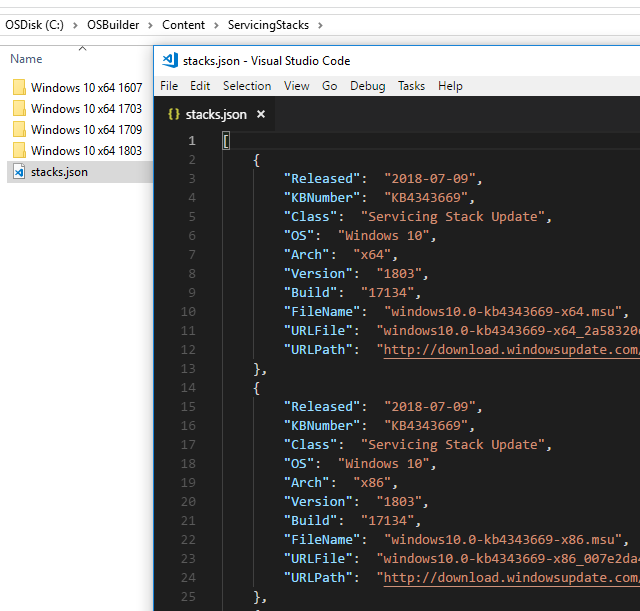 OSDisk (C:) > OSBuilder > Content > ServicingStacks >
Name
Windows 10 x64 1607
Windows 10 x64 1703
Windows 10 x64 1709
Windows 10 x64 1803
stacks.json
stacks.json - Visual Studio Code
File Edit Selection View Go Debug Tasks Help
{} stacks.json ×
1 [
2 {
3 "Released": "2018-07-09",
4 "KBNumber": "KB4343669",
5 "Class": "Servicing Stack Update",
6 "OS": "Windows 10",
7 "Arch": "x64",
8 "Version": "1803",
9 "Build": "17134",
10 "FileName": "windows10.0-kb4343669-x64.msu",
11 "URLFile": "windows10.0-kb4343669-x64_2a58320
12 "URLPath": "http://download.windowsupdate.com/
13 },
14 {
15 "Released": "2018-07-09",
16 "KBNumber": "KB4343669",
17 "Class": "Servicing Stack Update",
18 "OS": "Windows 10",
19 "Arch": "x86",
20 "Version": "1803",
21 "Build": "17134",
22 "FileName": "windows10.0-kb4343669-x86.msu",
23 "URLFile": "windows10.0-kb4343669-x86_007e2da
24 "URLPath": "http://download.windowsupdate.com/
25 },